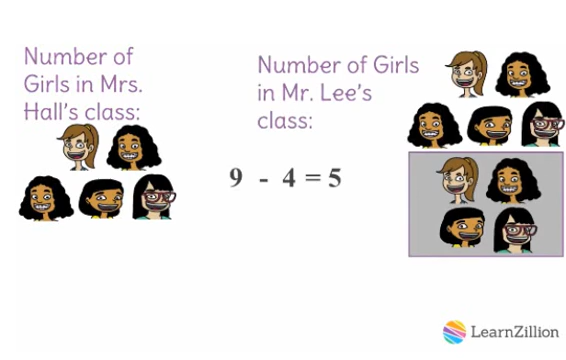 Number of
Girls in Mrs.
Hall's class:
Number of Girls
in Mr. Lee's
class:
9 - 4 = 5
LearnZillion